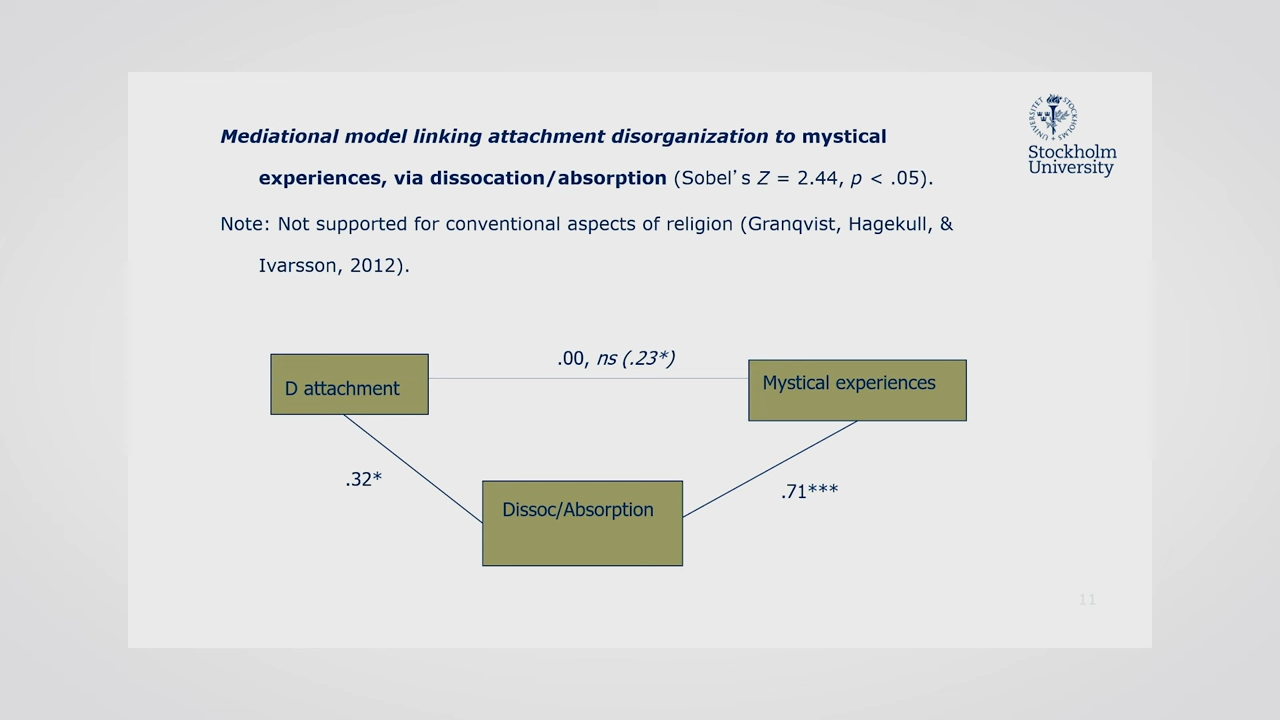 Mediational model linking attachment disorganization to mystical
experiences, via dissocation/absorption (Sobel’s Z = 2.44, p < .05).
Note: Not supported for conventional aspects of religion (Granqvist, Hagekull, &
Ivarsson, 2012).
UNIVERSITET STOCKHOLMS
Stockholm
University
.00, ns (.23*)
D attachment
Mystical experiences
.32*
.71***
Dissoc/Absorption
11